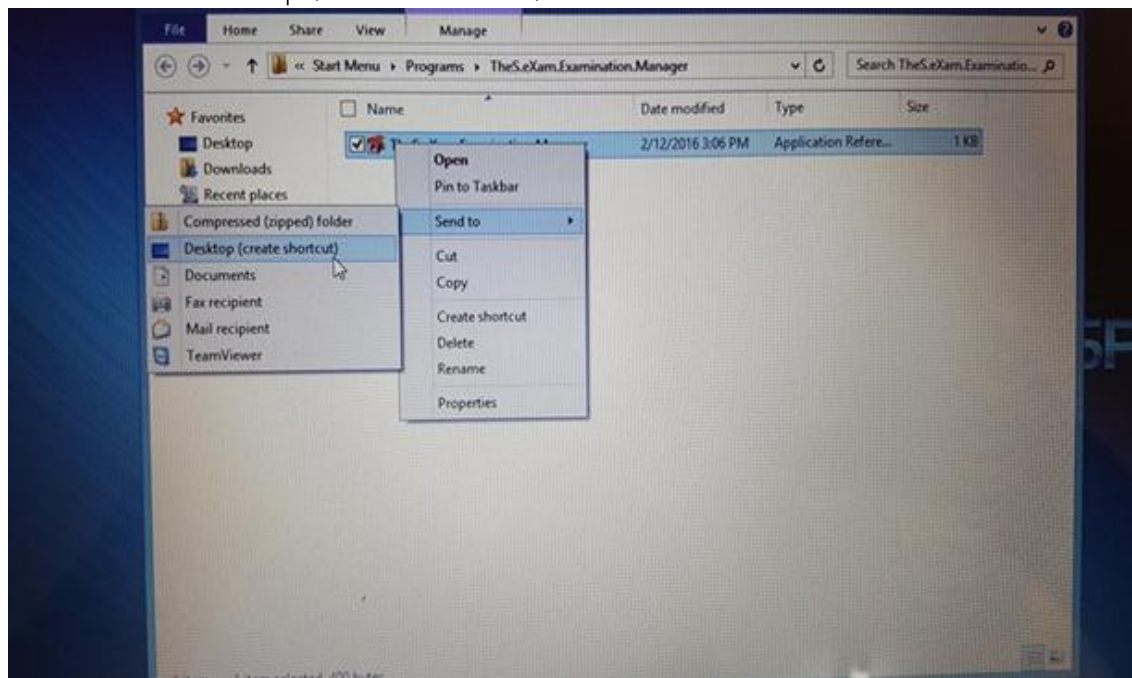 File Home Share View Manage
« Start Menu Programs TheS.eXam.Examination.Manager Search TheS.eXam.Examinatio...
Favorites
Name Date modified Type Size
Desktop
2/12/2016 3:06 PM Application Refere... 1 KB
Downloads
Recent places
Open
Pin to Taskbar
Send to
Cut
Copy
Create shortcut
Delete
Rename
Properties
Compressed (zipped) folder
Desktop (create shortcut)
Documents
Fax recipient
Mail recipient
TeamViewer